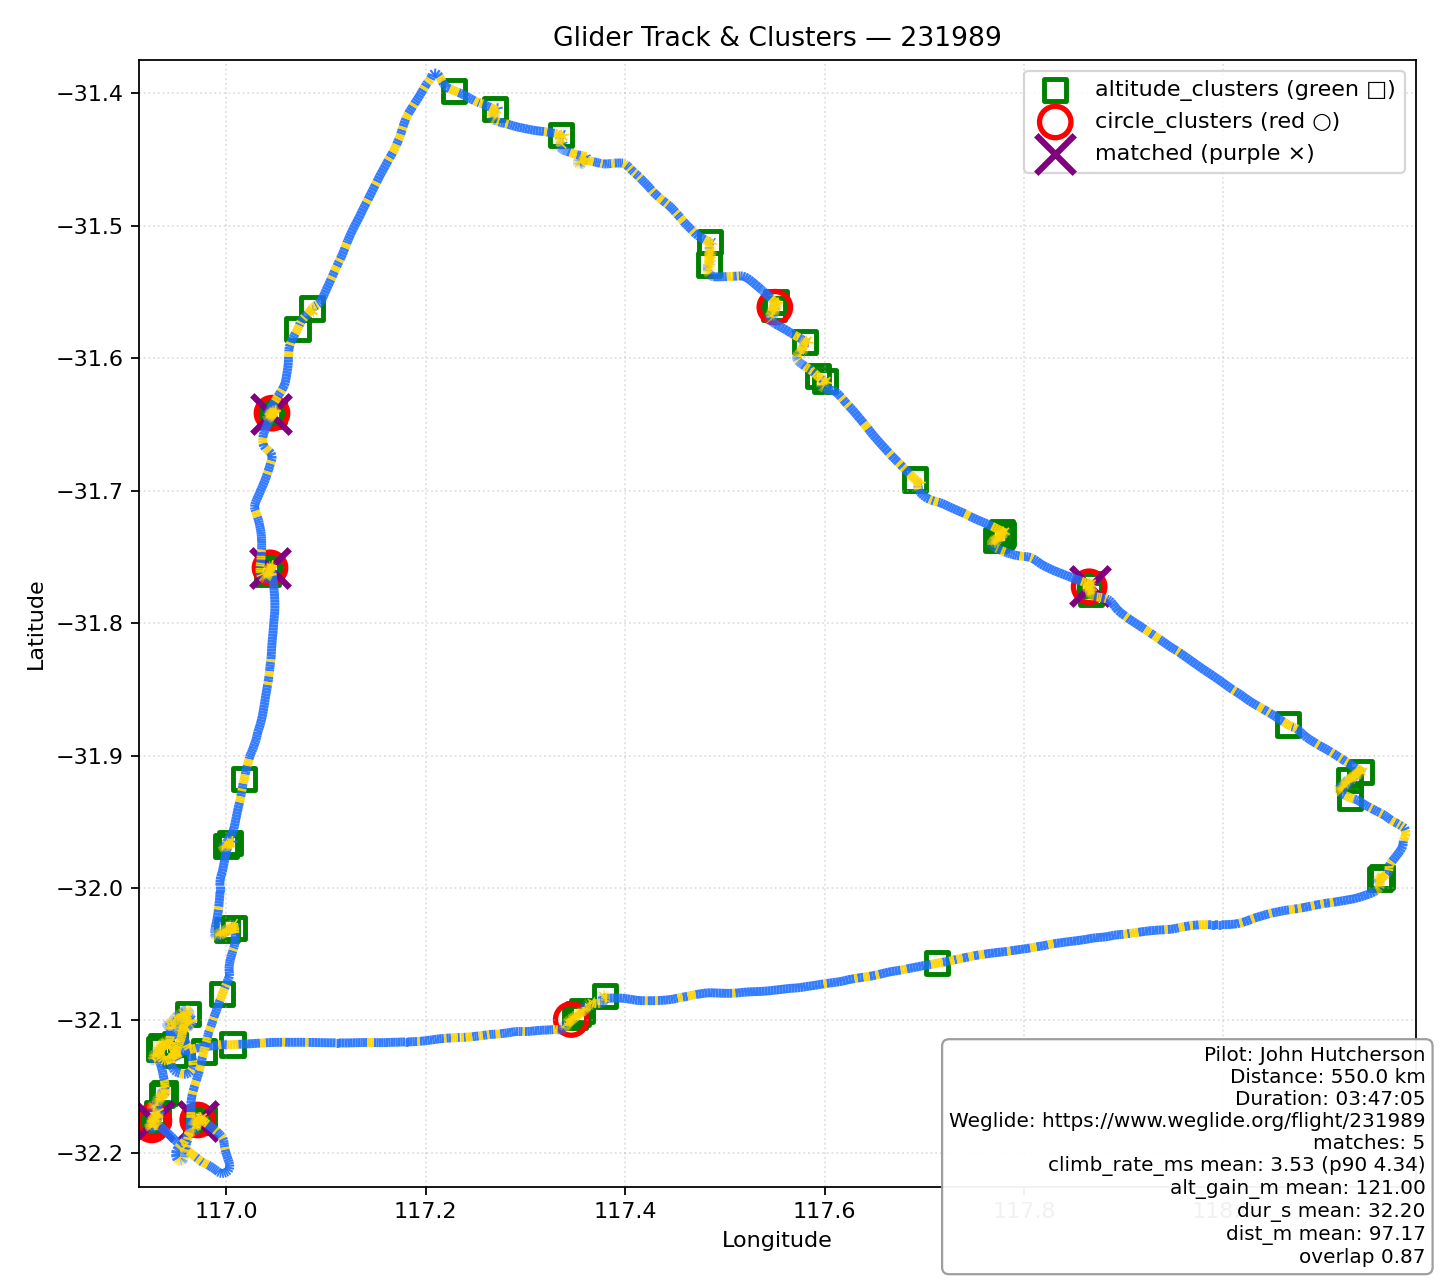 Glider Track & Clusters — 231989
altitude_clusters (green □)
circle_clusters (red ○)
matched (purple ×)
−31.4
−31.5
−31.6
−31.7
−31.8
−31.9
−32.0
−32.1
−32.2
Latitude
117.0
117.2
117.4
117.6
117.8
Longitude
Pilot: John Hutcherson
Distance: 550.0 km
Duration: 03:47:05
Weglide: https://www.weglide.org/flight/231989
matches: 5
climb_rate_ms mean: 3.53 (p90 4.34)
alt_gain_m mean: 121.00
dur_s mean: 32.20
dist_m mean: 97.17
overlap 0.87